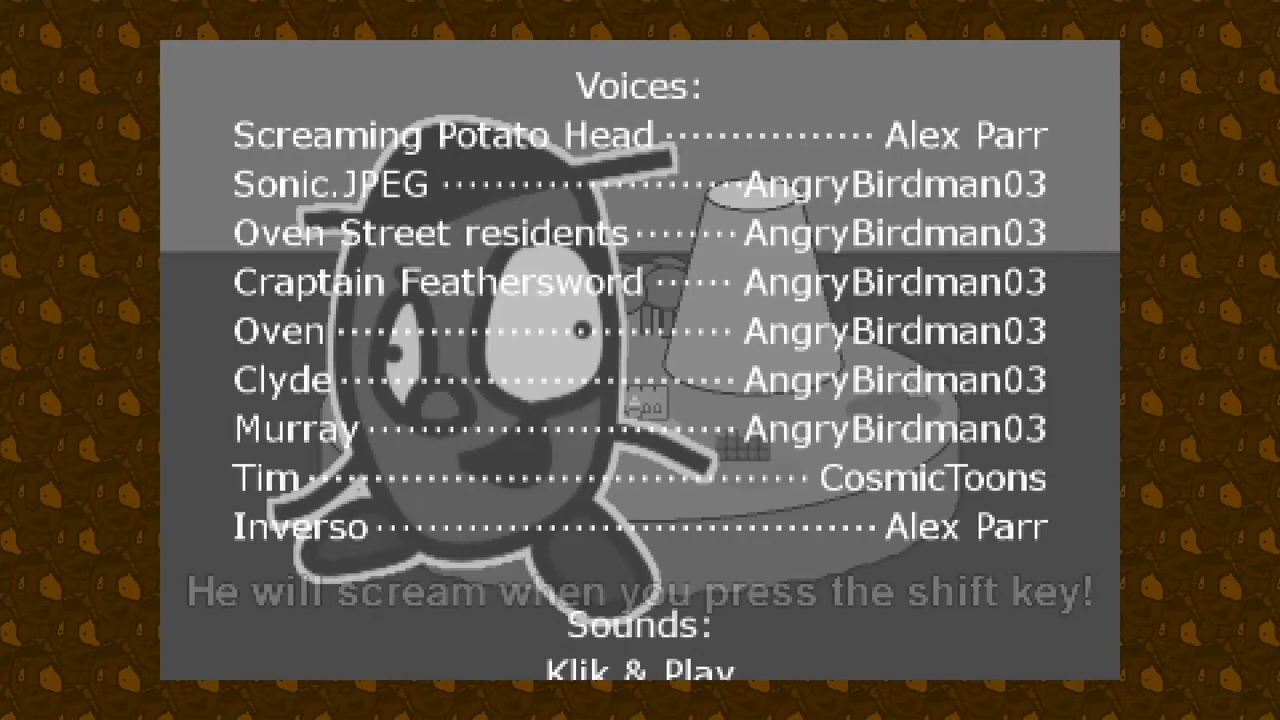 Voices:
Screaming Potato Head ················ Alex Parr
Sonic.JPEG ······················AngryBirdman03
Oven Street residents········ AngryBirdman03
Craptain Feathersword ······ AngryBirdman03
Oven ······························ AngryBirdman03
Clyde ······························ AngryBirdman03
Murray ···························· AngryBirdman03
Tim ······································ CosmicToons
Inverso ······································ Alex Parr
He will scream when you press the shift key!
Sounds:
Klik & Play